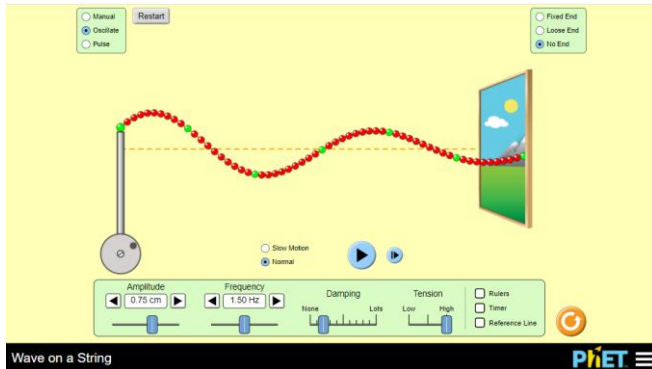 Manual
Oscillate
Pulse
Restart
Fixed End
Loose End
No End
Slow Motion
Normal
Amplitude
0.75 cm
Frequency
1.50 Hz
Damping
None
Lots
Tension
Low
High
Rulers
Timer
Reference Line
Wave on a String
PhET